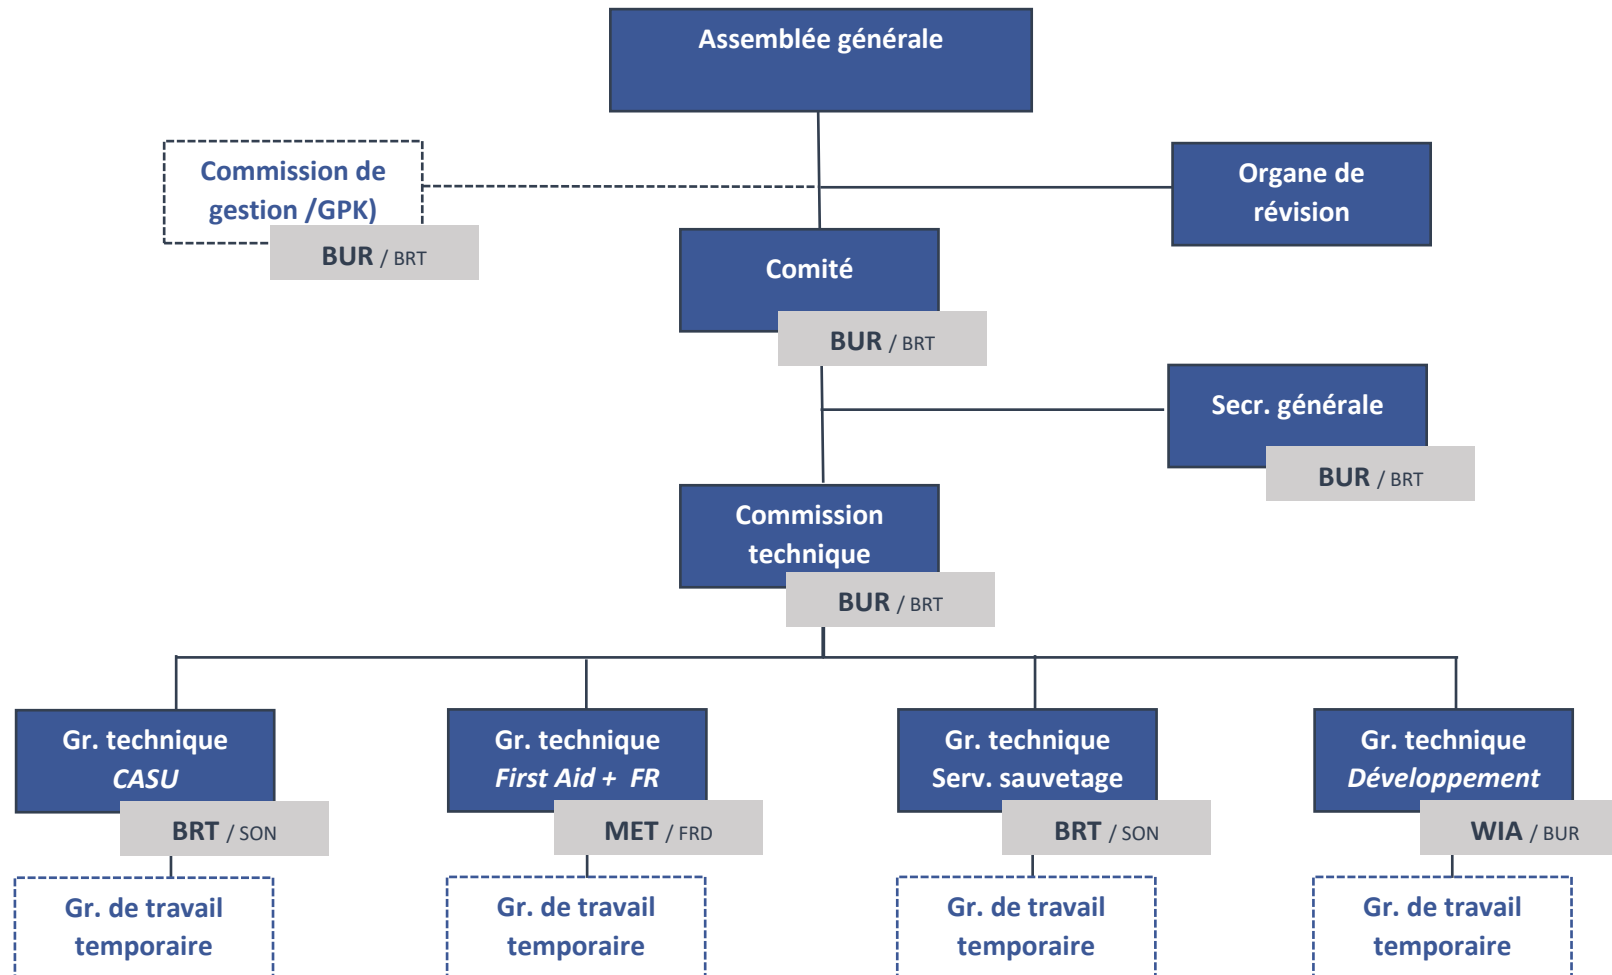 Assemblée générale
Commission de
gestion /GPK)
BUR / BRT
Organe de
révision
Comité
BUR / BRT
Secr. générale
BUR / BRT
Commission
technique
BUR / BRT
Gr. technique
CASU
BRT / SON
Gr. technique
First Aid + FR
MET / FRD
Gr. technique
Serv. sauvetage
BRT / SON
Gr. technique
Développement
WIA / BUR
Gr. de travail
temporaire
Gr. de travail
temporaire
Gr. de travail
temporaire
Gr. de travail
temporaire